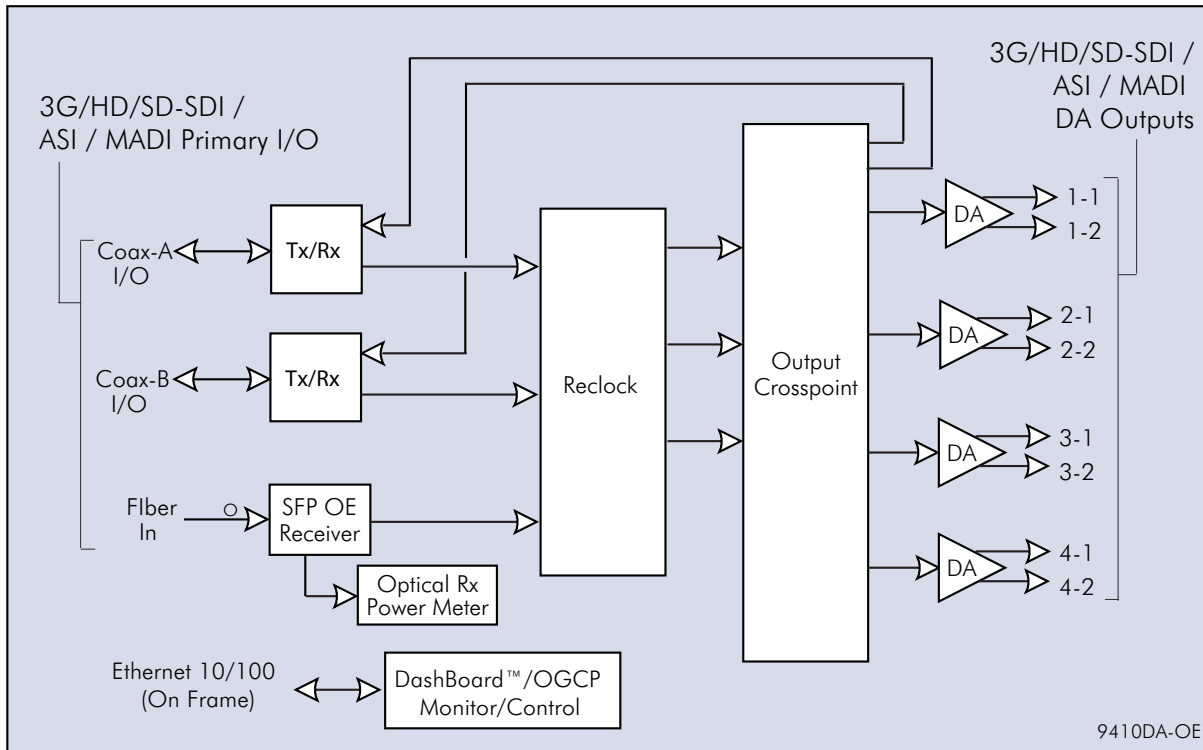 3G/HD/SD-SDI /
ASI / MADI Primary I/O
3G/HD/SD-SDI /
ASI / MADI
DA Outputs
Coax-A
I/O
Tx/Rx
Coax-B
I/O
Tx/Rx
FIber
In
SFP OE
Receiver
Optical Rx
Power Meter
Reclock
Output
Crosspoint
DA
1-1
1-2
DA
2-1
2-2
DA
3-1
3-2
DA
4-1
4-2
Ethernet 10/100
(On Frame)
DashBoard™/OGCP
Monitor/Control
9410DA-OE